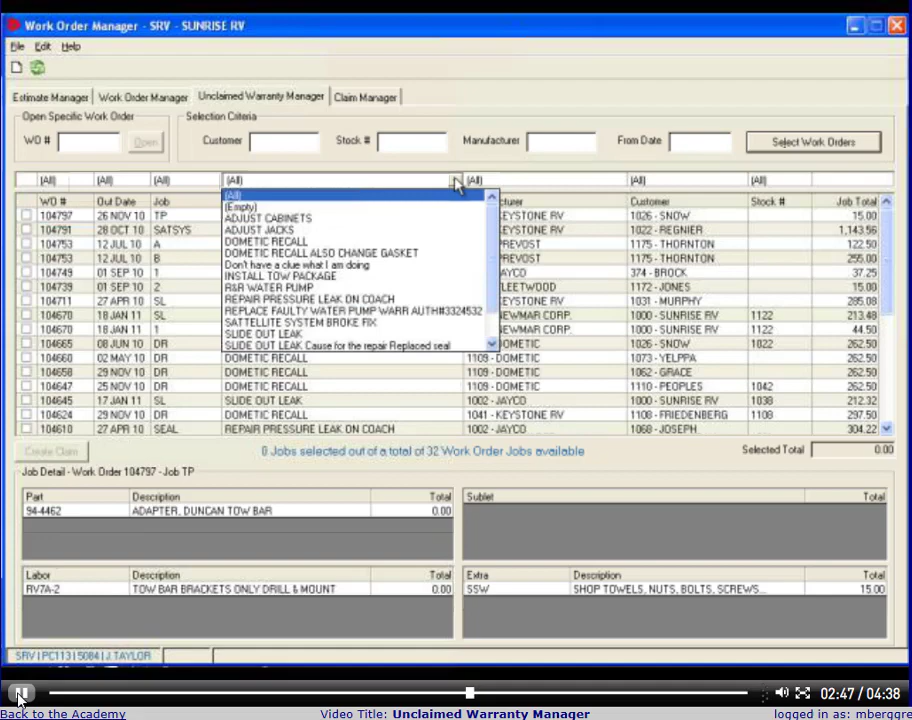 Work Order Manager - SRV - SUNRISE RV
File Edit Help
Estimate Manager Work Order Manager Unclaimed Warranty Manager Claim Manager
Open Specific Work Order Selection Criteria
WO # Open Customer Stock # Manufacturer From Date Select Work Orders
(All) (All) (All) (All) (All) (All) (All)
WO # Out Date Job (All) cturer Customer Stock # Job Total
(Empty)
104797 26 NOV 10 TP ADJUST CABINETS KEYSTONE RV 1026 - SNOW 15.00
104791 28 OCT 10 SATSYS ADJUST JACKS KEYSTONE RV 1022 - REGNIER 1,143.56
104753 12 JUL 10 A DOMETIC RECALL PREVOST 1175 - THORNTON 122.50
104753 12 JUL 10 B DOMETIC RECALL ALSO CHANGE GASKET PREVOST 1175 - THORNTON 255.00
Don't have a clue what I am doing
104749 01 SEP 10 1 INSTALL TOW PACKAGE JAYCO 374 - BROCK 37.25
104739 01 SEP 10 2 R&R WATER PUMP FLEETWOOD 1172 - JONES 262.50
104711 27 APR 10 SL REPAIR PRESSURE LEAK ON COACH KEYSTONE RV 1031 - MURPHY 285.08
104670 18 JAN 11 SL REPLACE FAULTY WATER PUMP WARR AUTH#3324532 NEWMAR CORP. 1000 - SUNRISE RV 1122 213.48
104670 18 JAN 11 1 SATTELLITE SYSTEM BROKE FIX NEWMAR CORP. 1000 - SUNRISE RV 1122 44.50
104665 08 JUN 10 DR SLIDE OUT LEAK DOMETIC 1026 - SNOW 1022 262.50
SLIDE OUT LEAK Cause for the repair Replaced seal
104660 02 MAY 10 DR DOMETIC RECALL 1109 - DOMETIC 1073 - YELPPA 262.50
104658 29 NOV 10 DR DOMETIC RECALL 1109 - DOMETIC 1062 - GRACE 262.50
104647 25 NOV 10 DR DOMETIC RECALL 1109 - DOMETIC 1110 - PEOPLES 1042 262.50
104645 17 JAN 11 SL SLIDE OUT LEAK 1002 - JAYCO 1000 - SUNRISE RV 1038 212.32
104624 29 NOV 10 DR DOMETIC RECALL 1041 - KEYSTONE RV 1108 - FRIEDENBERG 1108 297.50
104610 27 APR 10 SEAL REPAIR PRESSURE LEAK ON COACH 1002 - JAYCO 1068 - JOSEPH 304.22
Create Claim 0 Jobs selected out of a total of 32 Work Order Jobs available Selected Total 0.00
Job Detail - Work Order 104797 - Job TP
Part Description Total Sublet Total
94-4462 ADAPTER, DUNCAN TOW BAR 0.00
Labor Description Total Extra Description Total
RV7A-2 TOW BAR BRACKETS ONLY DRILL & MOUNT 0.00 SSW SHOP TOWELS, NUTS, BOLTS, SCREWS... 15.00
SRV | PC113 | 5084 | J.TAYLOR
02:47 / 04:38
Back to the Academy Video Title: Unclaimed Warranty Manager logged in as: mberggre